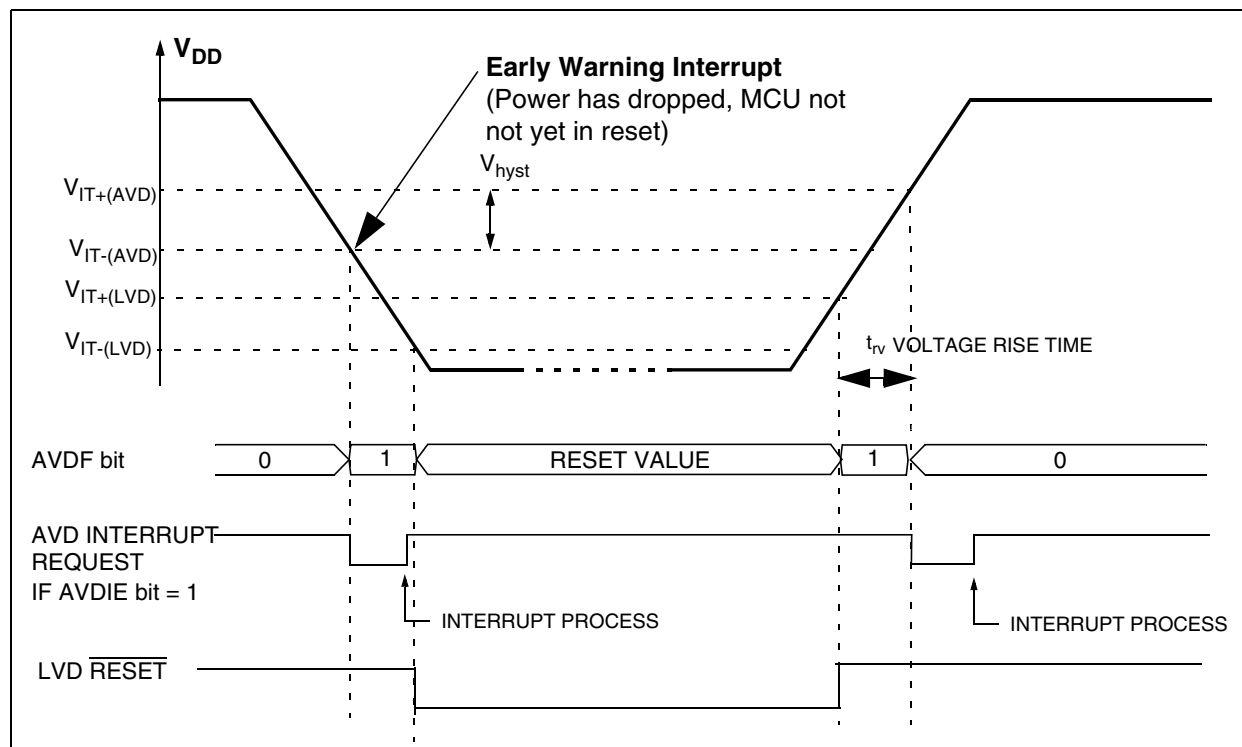 VDD
Early Warning Interrupt
(Power has dropped, MCU not
not yet in reset)
Vhyst
VIT+(AVD)
VIT-(AVD)
VIT+(LVD)
VIT-(LVD)
trv VOLTAGE RISE TIME
AVDF bit
0
1
RESET VALUE
1
0
AVD INTERRUPT
REQUEST
IF AVDIE bit = 1
INTERRUPT PROCESS
INTERRUPT PROCESS
LVD RESET